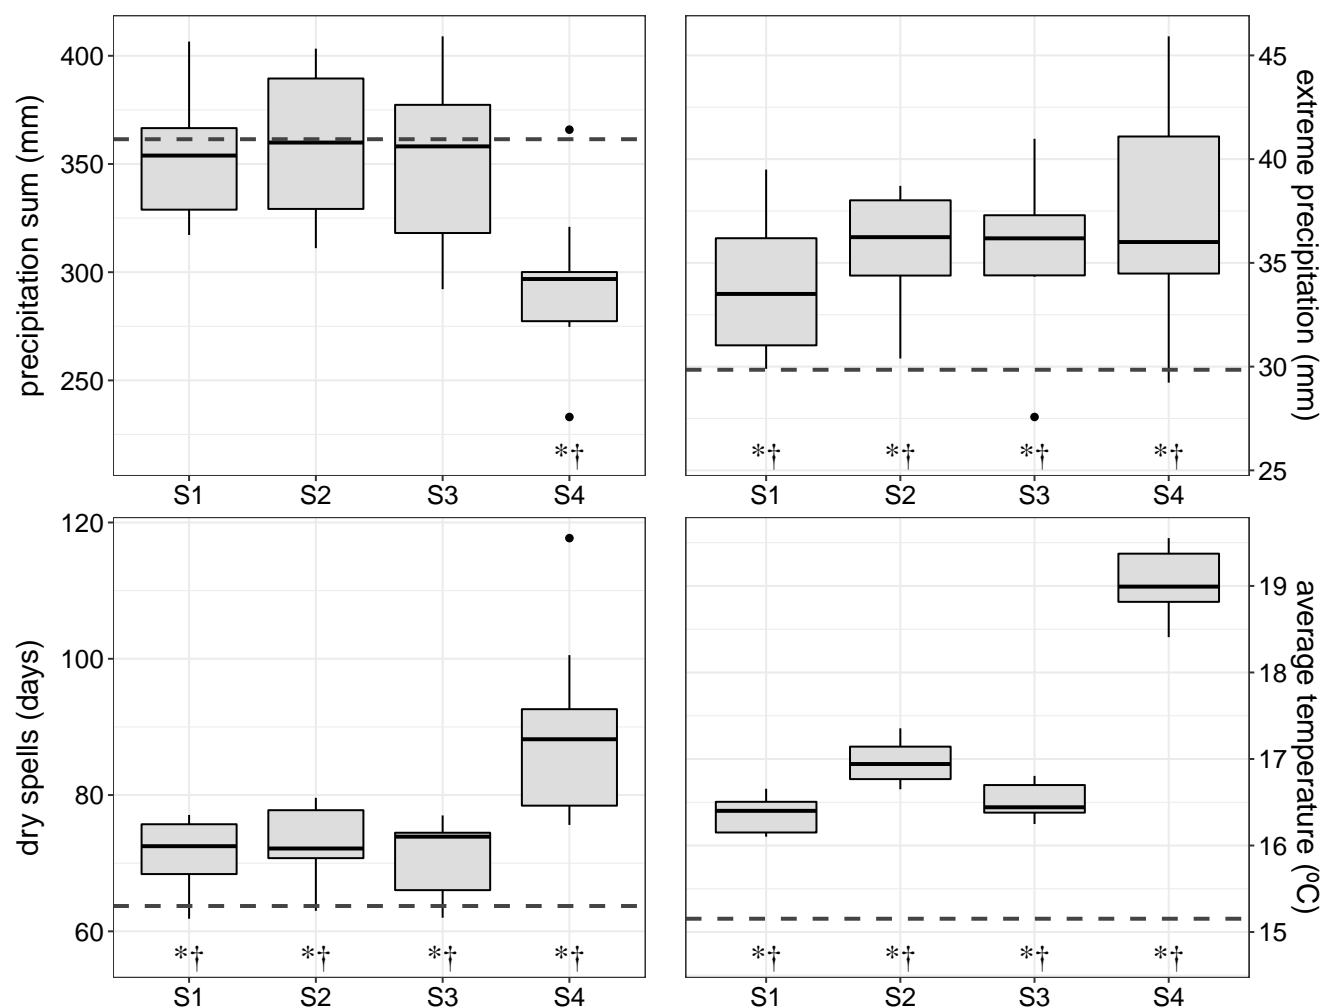 precipitation sum (mm)
400
350
300
250
*†
S1 S2 S3 S4
extreme precipitation (mm)
45
40
35
30
25
*† *† *† *†
S1 S2 S3 S4
dry spells (days)
120
100
80
60
*† *† *† *†
S1 S2 S3 S4
average temperature (ºC)
19
18
17
16
15
*† *† *† *†
S1 S2 S3 S4